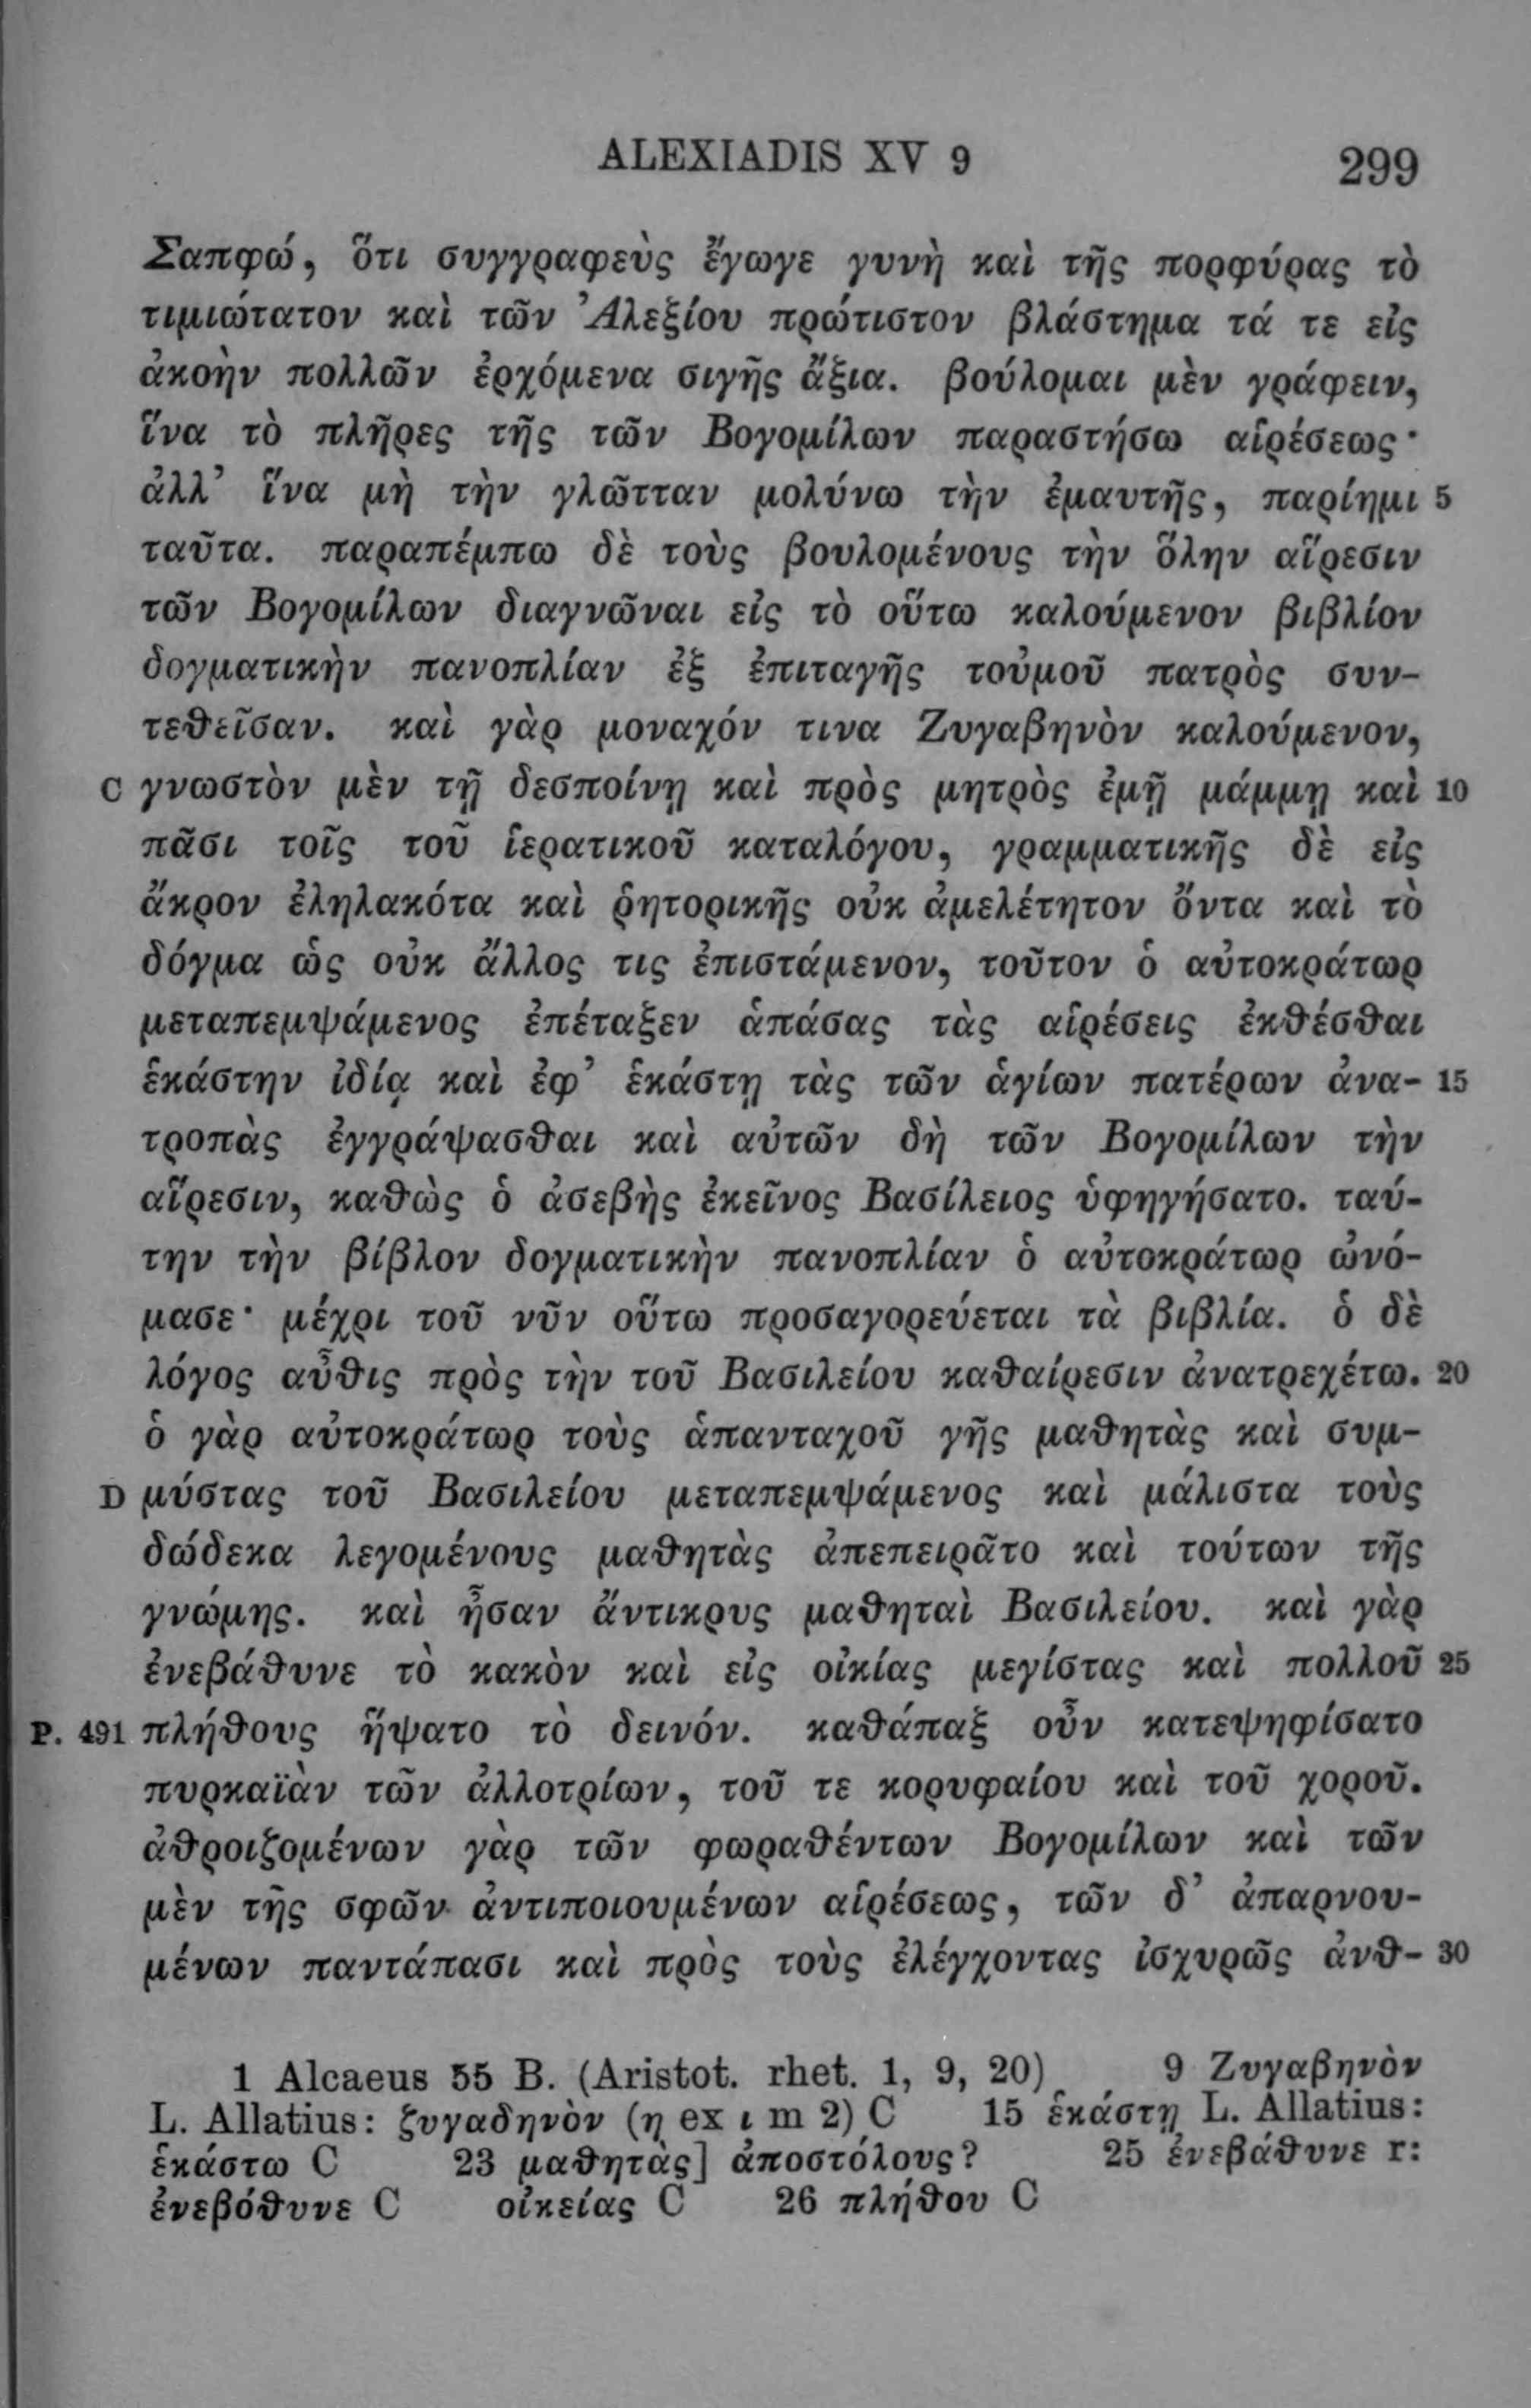 ALEXIADIS XV 9 299
Σαπφώ, ὅτι συγγραφεὺς ἔγωγε γυνὴ καὶ τῆς πορφύρας τὸ
τιμιώτατον καὶ τῶν Ἀλεξίου πρώτιστον βλάστημα τά τε εἰς
ἀκοὴν πολλῶν ἐρχόμενα σιγῆς ἄξια. βούλομαι μὲν γράφειν,
ἵνα τὸ πλῆρες τῆς τῶν Βογομίλων παραστήσω αἱρέσεως·
ἀλλ’ ἵνα μὴ τὴν γλῶτταν μολύνω τὴν ἐμαυτῆς, παρίημι 5
ταῦτα. παραπέμπω δὲ τοὺς βουλομένους τὴν ὅλην αἵρεσιν
τῶν Βογομίλων διαγνῶναι εἰς τὸ οὕτω καλούμενον βιβλίον
δογματικὴν πανοπλίαν ἐξ ἐπιταγῆς τοὐμοῦ πατρὸς συν-
τεθεῖσαν. καὶ γὰρ μοναχόν τινα Ζυγαβηνὸν καλούμενον,
C γνωστὸν μὲν τῇ δεσποίνῃ καὶ πρὸς μητρὸς ἐμῇ μάμμῃ καὶ 10
πᾶσι τοῖς τοῦ ἱερατικοῦ καταλόγου, γραμματικῆς δὲ εἰς
ἄκρον ἐληλακότα καὶ ῥητορικῆς οὐκ ἀμελέτητον ὄντα καὶ τὸ
δόγμα ὡς οὐκ ἄλλος τις ἐπιστάμενον, τοῦτον ὁ αὐτοκράτωρ
μεταπεμψάμενος ἐπέταξεν ἁπάσας τὰς αἱρέσεις ἐκθέσθαι
ἑκάστην ἰδίᾳ καὶ ἐφ’ ἑκάστῃ τὰς τῶν ἁγίων πατέρων ἀνα- 15
τροπὰς ἐγγράψασθαι καὶ αὐτῶν δὴ τῶν Βογομίλων τὴν
αἵρεσιν, καθὼς ὁ ἀσεβὴς ἐκεῖνος Βασίλειος ὑφηγήσατο. ταύ-
την τὴν βίβλον δογματικὴν πανοπλίαν ὁ αὐτοκράτωρ ὠνό-
μασε· μέχρι τοῦ νῦν οὕτω προσαγορεύεται τὰ βιβλία. ὁ δὲ
λόγος αὖθις πρὸς τὴν τοῦ Βασιλείου καθαίρεσιν ἀνατρεχέτω. 20
ὁ γὰρ αὐτοκράτωρ τοὺς ἁπανταχοῦ γῆς μαθητὰς καὶ συμ-
D μύστας τοῦ Βασιλείου μεταπεμψάμενος καὶ μάλιστα τοὺς
δώδεκα λεγομένους μαθητὰς ἀπεπειρᾶτο καὶ τούτων τῆς
γνώμης. καὶ ἦσαν ἄντικρυς μαθηταὶ Βασιλείου. καὶ γὰρ
ἐνεβάθυνε τὸ κακὸν καὶ εἰς οἰκίας μεγίστας καὶ πολλοῦ 25
P. 491 πλήθους ἥψατο τὸ δεινόν. καθάπαξ οὖν κατεψηφίσατο
πυρκαϊὰν τῶν ἀλλοτρίων, τοῦ τε κορυφαίου καὶ τοῦ χοροῦ.
ἀθροιζομένων γὰρ τῶν φωραθέντων Βογομίλων καὶ τῶν
μὲν τῆς σφῶν ἀντιποιουμένων αἱρέσεως, τῶν δ’ ἀπαρνου-
μένων παντάπασι καὶ πρὸς τοὺς ἐλέγχοντας ἰσχυρῶς ἀνθ- 30
1 Alcaeus 55 B. (Aristot. rhet. 1, 9, 20) 9 Ζυγαβηνὸν
L. Allatius: ζυγαδηνὸν (η ex ι m 2) C 15 ἑκάστῃ L. Allatius:
ἑκάστω C 23 μαθητὰς] ἀποστόλους? 25 ἐνεβάθυνε r:
ἐνεβόθυνε C οἰκείας C 26 πλήθου C